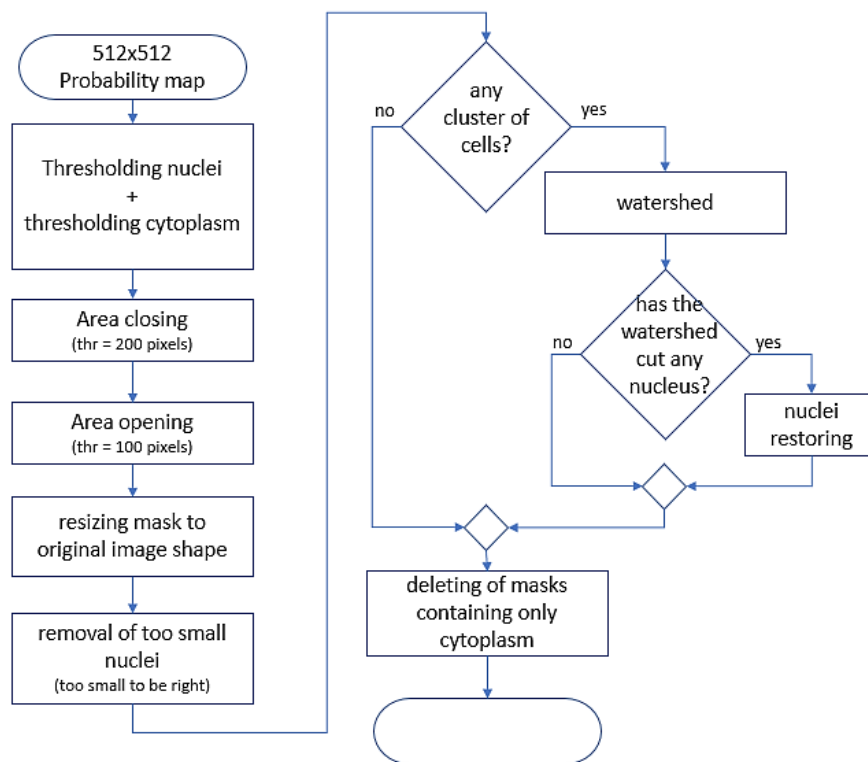 512x512
Probability map
Thresholding nuclei
+
thresholding cytoplasm
Area closing
(thr = 200 pixels)
Area opening
(thr = 100 pixels)
resizing mask to
original image shape
removal of too small
nuclei
(too small to be right)
any
cluster of
cells?
no
yes
watershed
has the
watershed
cut any
nucleus?
no
yes
nuclei
restoring
deleting of masks
containing only
cytoplasm